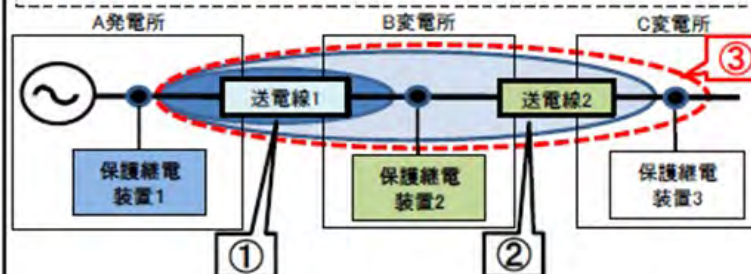 A発電所
B変電所
C変電所
③
送電線1
送電線2
保護継電
装置1
保護継電
装置2
保護継電
装置3
①
②